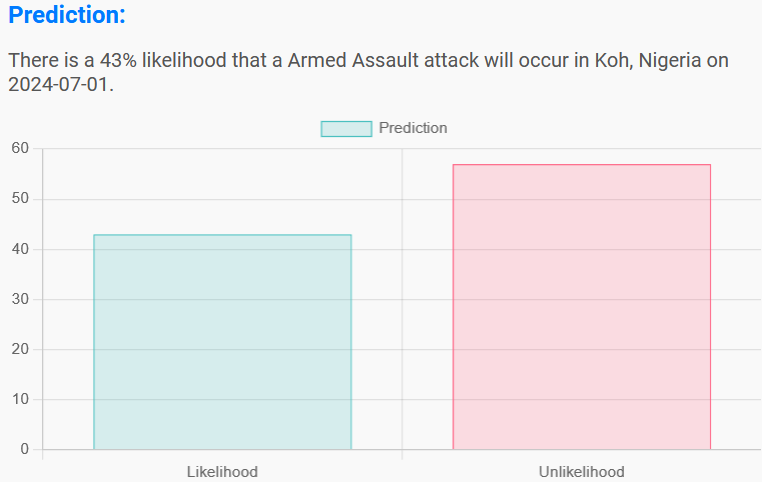 Prediction:
There is a 43% likelihood that a Armed Assault attack will occur in Koh, Nigeria on
2024-07-01.
Prediction
60
50
40
30
20
10
0
Likelihood
Unlikelihood